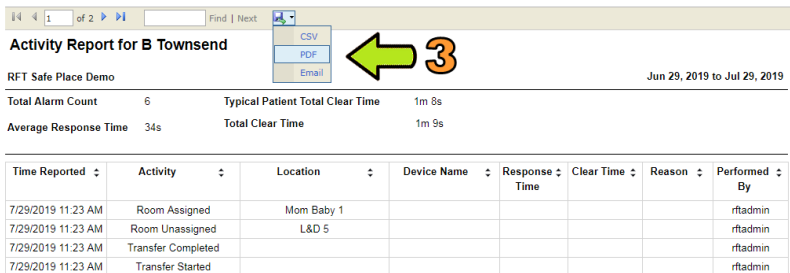 1 of 2 Find | Next
CSV
PDF
Email
3
Activity Report for B Townsend
RFT Safe Place Demo Jun 29, 2019 to Jul 29, 2019
Total Alarm Count 6 Typical Patient Total Clear Time 1m 8s
Average Response Time 34s Total Clear Time 1m 9s
Time Reported Activity Location Device Name Response Time Clear Time Reason Performed By
7/29/2019 11:23 AM Room Assigned Mom Baby 1 rftadmin
7/29/2019 11:23 AM Room Unassigned L&D 5 rftadmin
7/29/2019 11:23 AM Transfer Completed rftadmin
7/29/2019 11:23 AM Transfer Started rftadmin